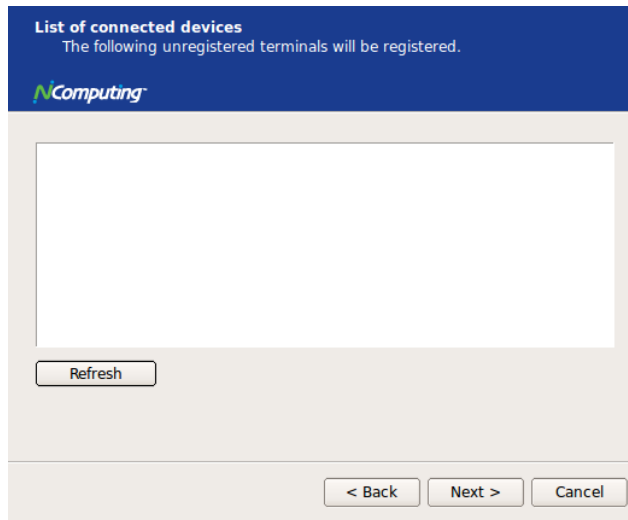 List of connected devices
The following unregistered terminals will be registered.
NComputing
Refresh
< Back
Next >
Cancel